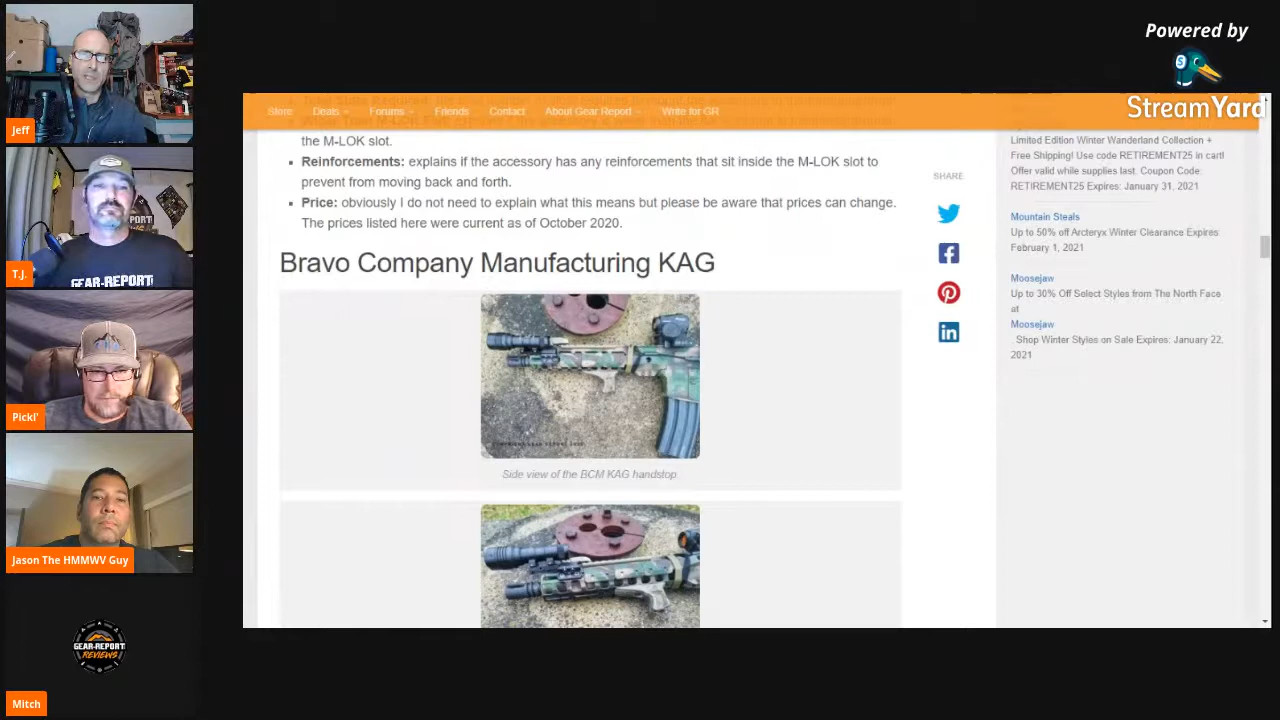 Powered by
StreamYard
Jeff
T.J.
GEAR-REPORT
Pickl'
Jason The HMMWV Guy
GEAR-REPORT
REVIEWS
Mitch
Store Deals Forums Friends Contact About Gear Report Write for GR
the M-LOK slot.
Reinforcements: explains if the accessory has any reinforcements that sit inside the M-LOK slot to
prevent from moving back and forth.
Price: obviously I do not need to explain what this means but please be aware that prices can change.
The prices listed here were current as of October 2020.
Bravo Company Manufacturing KAG
Side view of the BCM KAG handstop.
SHARE
Limited Edition Winter Wanderland Collection +
Free Shipping! Use code RETIREMENT25 in cart!
Offer valid while supplies last. Coupon Code:
RETIREMENT25 Expires: January 31, 2021
Mountain Steals
Up to 50% off Arcteryx Winter Clearance Expires:
February 1, 2021
Moosejaw
Up to 30% Off Select Styles from The North Face
at
Moosejaw
. Shop Winter Styles on Sale Expires: January 22,
2021